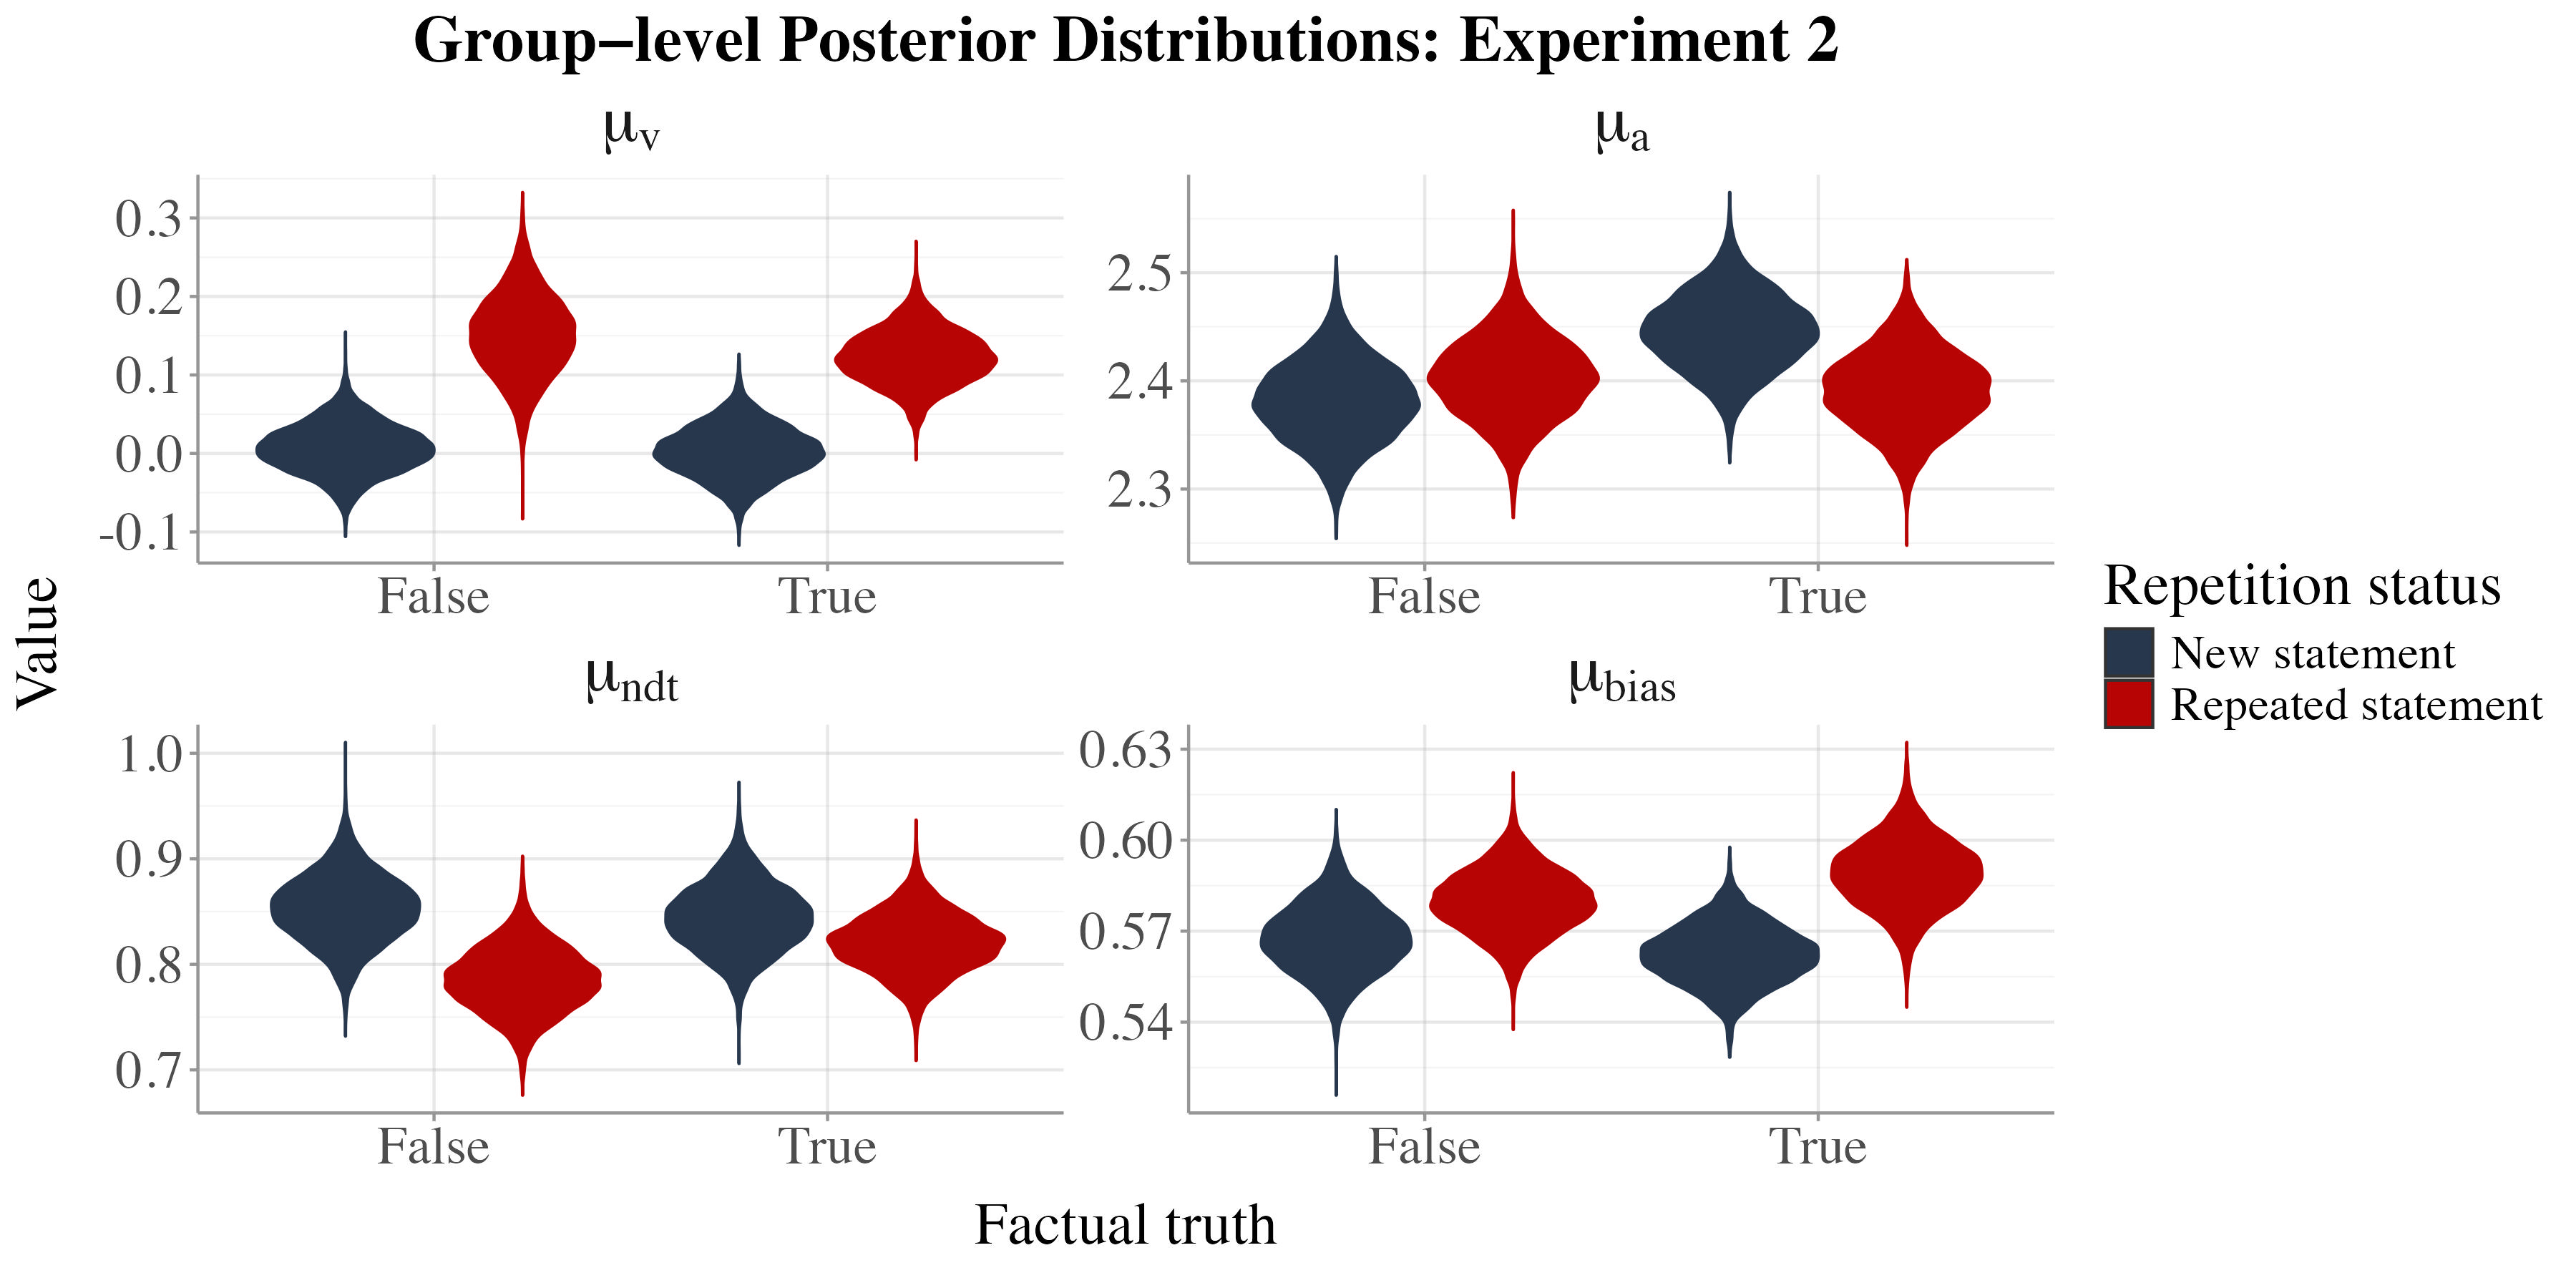 Group–level Posterior Distributions: Experiment 2
μv
0.3
0.2
0.1
0.0
-0.1
False True
μa
2.5
2.4
2.3
False True
Value
μndt
1.0
0.9
0.8
0.7
False True
μbias
0.63
0.60
0.57
0.54
False True
Factual truth
Repetition status
New statement
Repeated statement